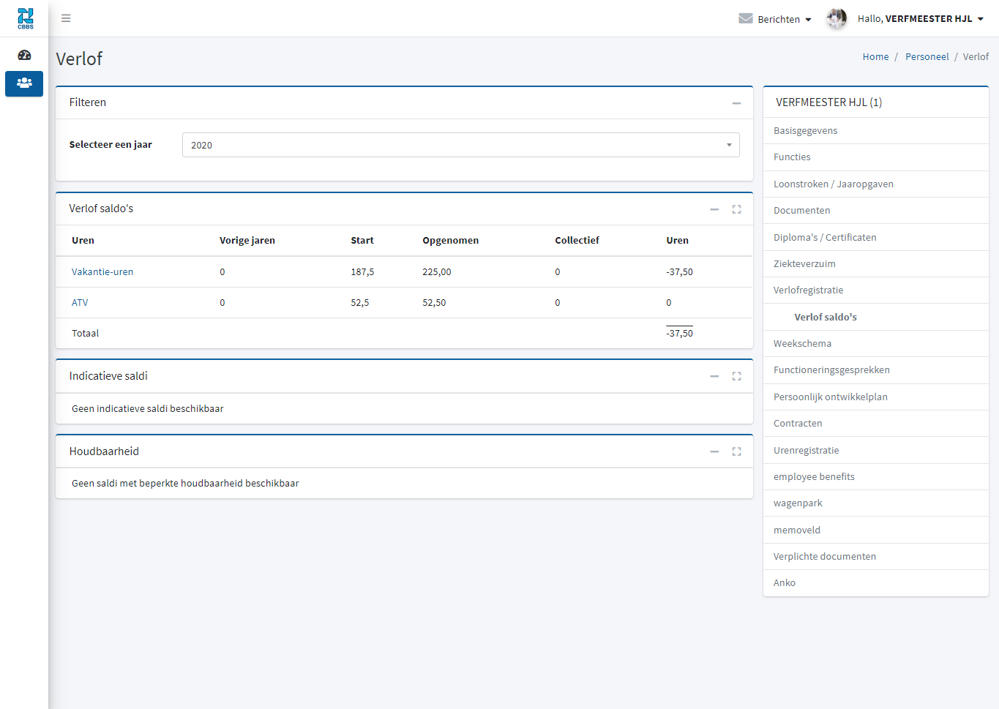 CBBS
Berichten
Hallo, VERFMEESTER HJL
Verlof
Home / Personeel / Verlof
Filteren
Selecteer een jaar
2020
Verlof saldo's
Uren Vorige jaren Start Opgenomen Collectief Uren
Vakantie-uren 0 187,5 225,00 0 -37,50
ATV 0 52,5 52,50 0 0
Totaal -37,50
Indicatieve saldi
Geen indicatieve saldi beschikbaar
Houdbaarheid
Geen saldi met beperkte houdbaarheid beschikbaar
VERFMEESTER HJL (1)
Basisgegevens
Functies
Loonstroken / Jaaropgaven
Documenten
Diploma's / Certificaten
Ziekteverzuim
Verlofregistratie
Verlof saldo's
Weekschema
Functioneringsgesprekken
Persoonlijk ontwikkelplan
Contracten
Urenregistratie
employee benefits
wagenpark
memoveld
Verplichte documenten
Anko